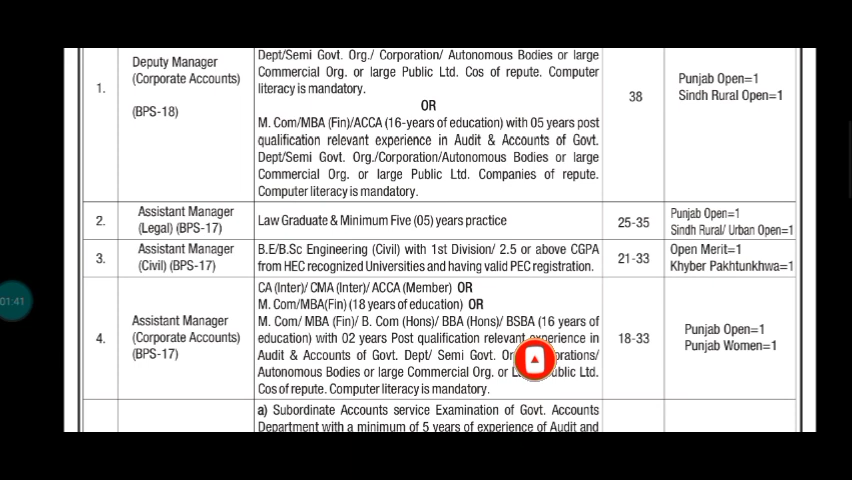 Dept/Semi Govt. Org./ Corporation/ Autonomous Bodies or large
Commercial Org. or large Public Ltd. Cos of repute. Computer
literacy is mandatory.
OR
M. Com/MBA (Fin)/ACCA (16-years of education) with 05 years post
qualification relevant experience in Audit & Accounts of Govt.
Dept/Semi Govt. Org./Corporation/Autonomous Bodies or large
Commercial Org. or large Public Ltd. Companies of repute.
Computer literacy is mandatory.
1.
Deputy Manager
(Corporate Accounts)
(BPS-18)
38
Punjab Open=1
Sindh Rural Open=1
2.
Assistant Manager
(Legal) (BPS-17)
Law Graduate & Minimum Five (05) years practice
25-35
Punjab Open=1
Sindh Rural/ Urban Open=1
3.
Assistant Manager
(Civil) (BPS-17)
B.E/B.Sc Engineering (Civil) with 1st Division/ 2.5 or above CGPA
from HEC recognized Universities and having valid PEC registration.
21-33
Open Merit=1
Khyber Pakhtunkhwa=1
4.
Assistant Manager
(Corporate Accounts)
(BPS-17)
CA (Inter)/ CMA (Inter)/ ACCA (Member) OR
M. Com/MBA(Fin) (18 years of education) OR
M. Com/ MBA (Fin)/ B. Com (Hons)/ BBA (Hons)/ BSBA (16 years of
education) with 02 years Post qualification relevant experience in
Audit & Accounts of Govt. Dept/ Semi Govt.
Autonomous Bodies or large Commercial Org. or Ltd.
Cos of repute. Computer literacy is mandatory.
18-33
Punjab Open=1
Punjab Women=1
a) Subordinate Accounts service Examination of Govt. Accounts
Department with a minimum of 5 years of experience of Audit and
01:41